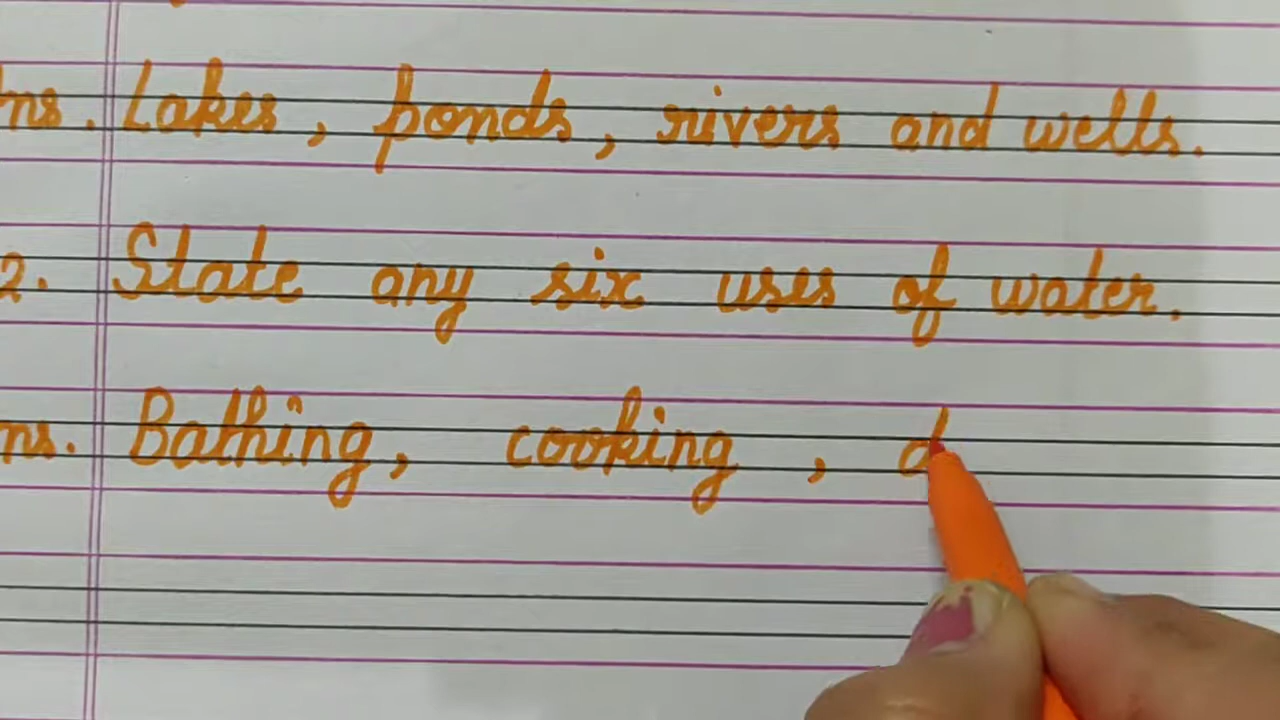 ns. Lakes, ponds, rivers and wells.
2. State any six uses of water.
ns. Bathing, cooking, d